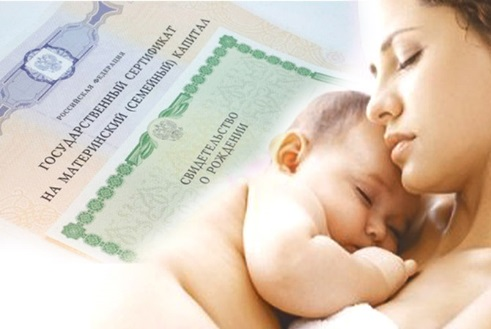 РОССИЙСКАЯ ФЕДЕРАЦИЯ
ГОСУДАРСТВЕННЫЙ СЕРТИФИКАТ
НА МАТЕРИНСКИЙ (СЕМЕЙНЫЙ) КАПИТАЛ
СВИДЕТЕЛЬСТВО
О РОЖДЕНИИ